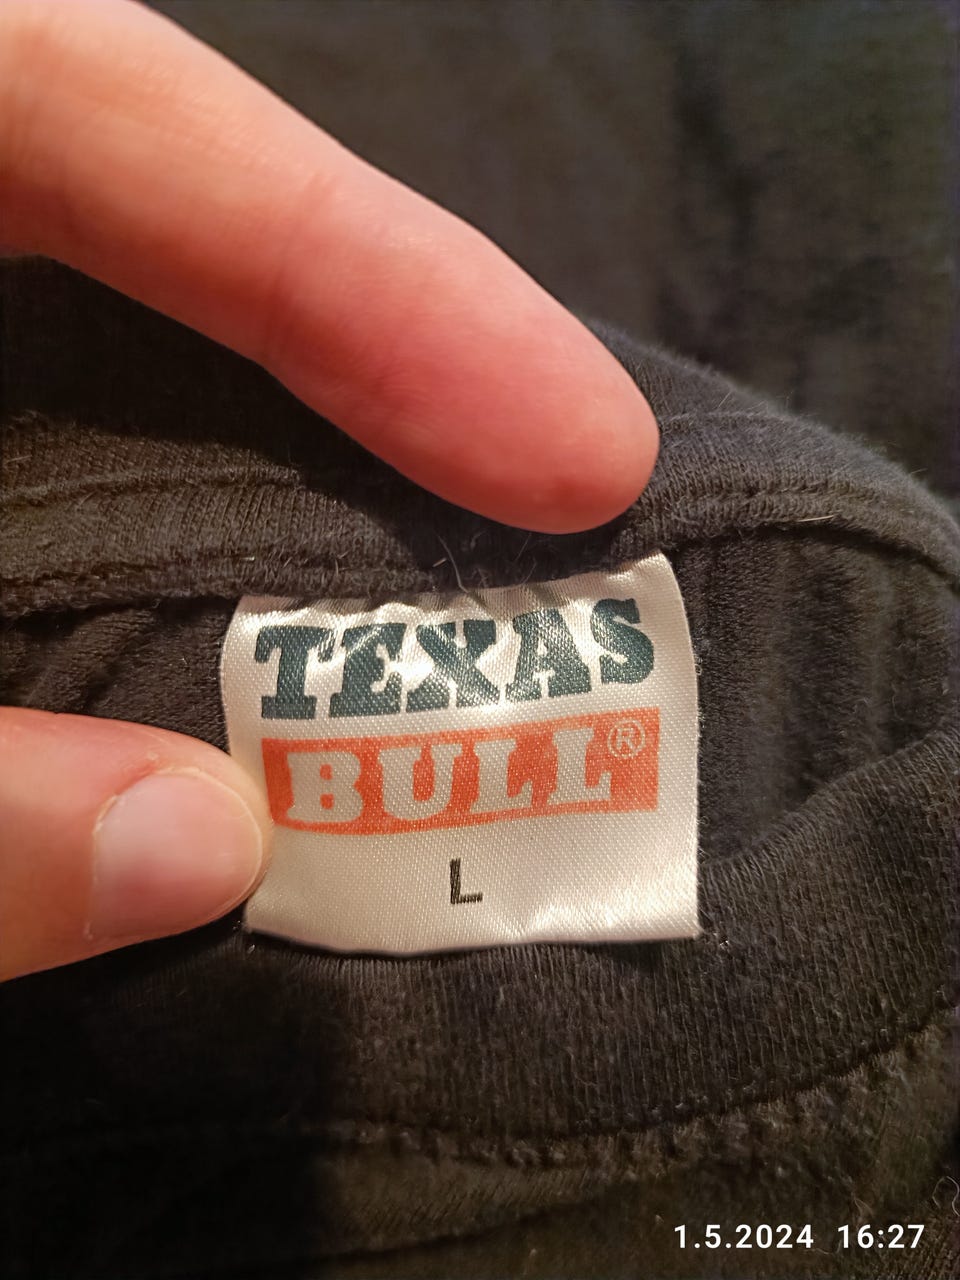 TEXAS
BULL®
L
1.5.2024 16:27